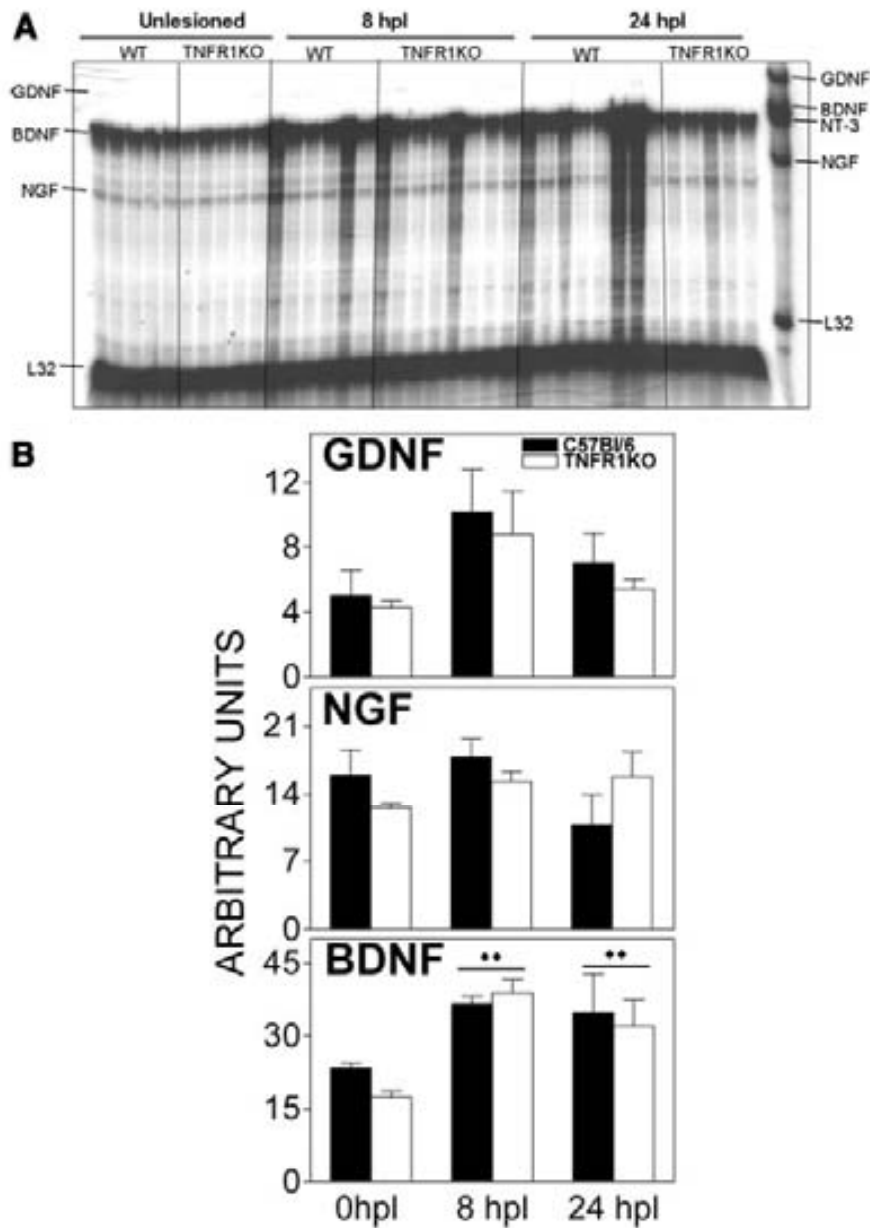 A
Unlesioned 8 hpl 24 hpl
WT TNFR1KO WT TNFR1KO WT TNFR1KO
GDNF
BDNF
NGF
L32
GDNF
BDNF
NT-3
NGF
L32
B
ARBITRARY UNITS
GDNF
C57Bl/6
TNFR1KO
12
8
4
0
NGF
21
14
7
0
BDNF
•• ••
45
30
15
0
0hpl 8 hpl 24 hpl